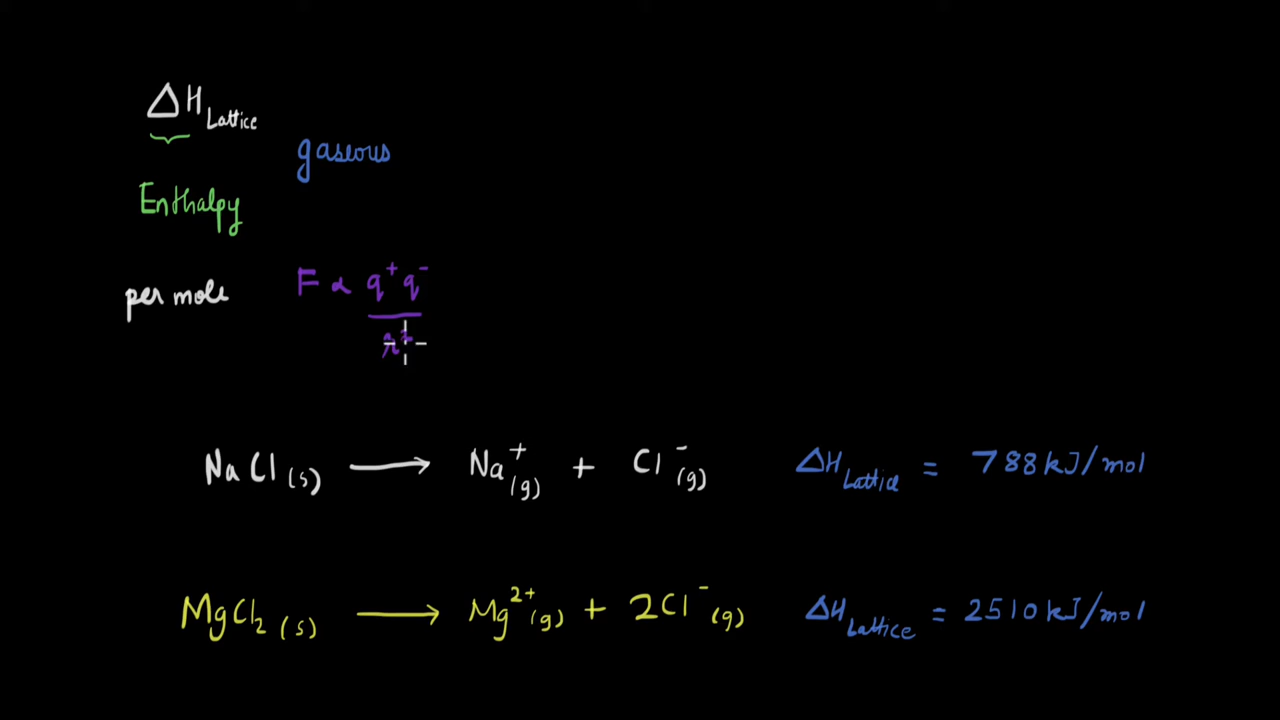 ΔH Lattice
gaseous
Enthalpy
per mole
F ∝ q⁺q⁻
r²
NaCl (s) ⟶ Na⁺ (g) + Cl⁻ (g) ΔH Lattice = 788 kJ/mol
MgCl₂ (s) ⟶ Mg²⁺ (g) + 2Cl⁻ (g) ΔH Lattice = 2510 kJ/mol